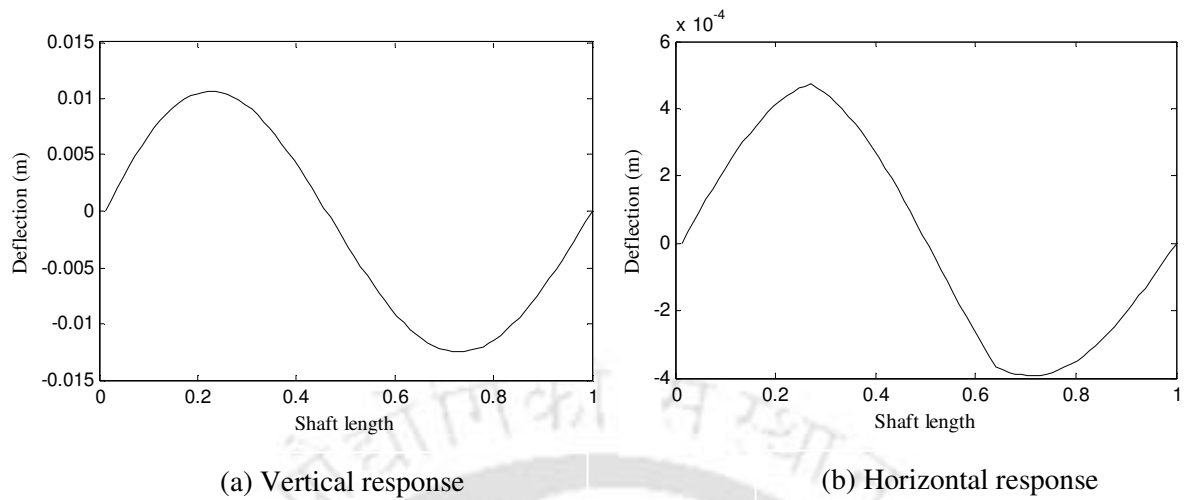 0.015
0.01
0.005
0
-0.005
-0.01
-0.015
0 0.2 0.4 0.6 0.8 1
Deflection (m)
Shaft length
(a) Vertical response
x 10⁻⁴
6
4
2
0
-2
-4
0 0.2 0.4 0.6 0.8 1
Deflection (m)
Shaft length
(b) Horizontal response